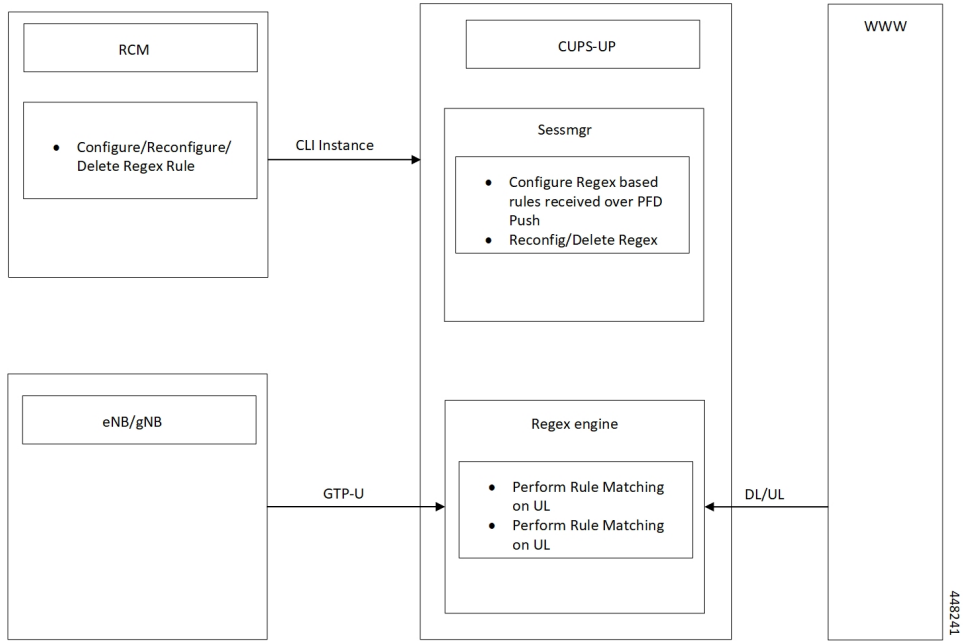 RCM
• Configure/Reconfigure/
Delete Regex Rule
CLI Instance
CUPS-UP
Sessmgr
• Configure Regex based
rules received over PFD
Push
• Reconfig/Delete Regex
WWW
eNB/gNB
GTP-U
Regex engine
• Perform Rule Matching
on UL
• Perform Rule Matching
on UL
DL/UL
448241